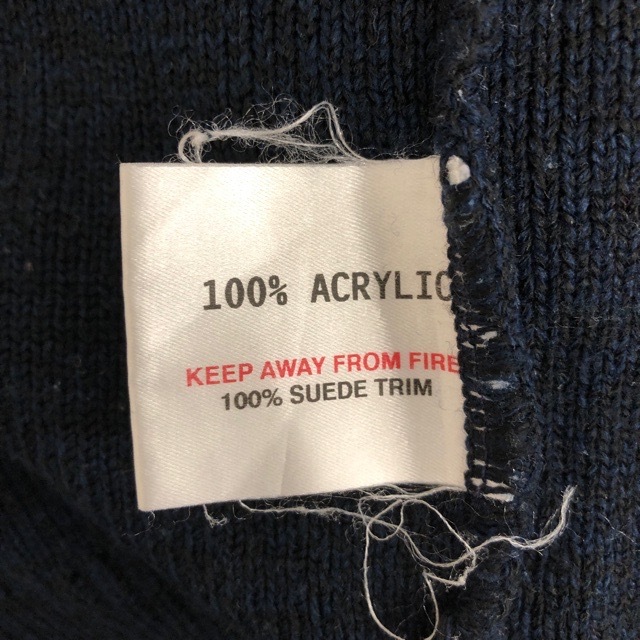 100% ACRYLIC
KEEP AWAY FROM FIRE
100% SUEDE TRIM